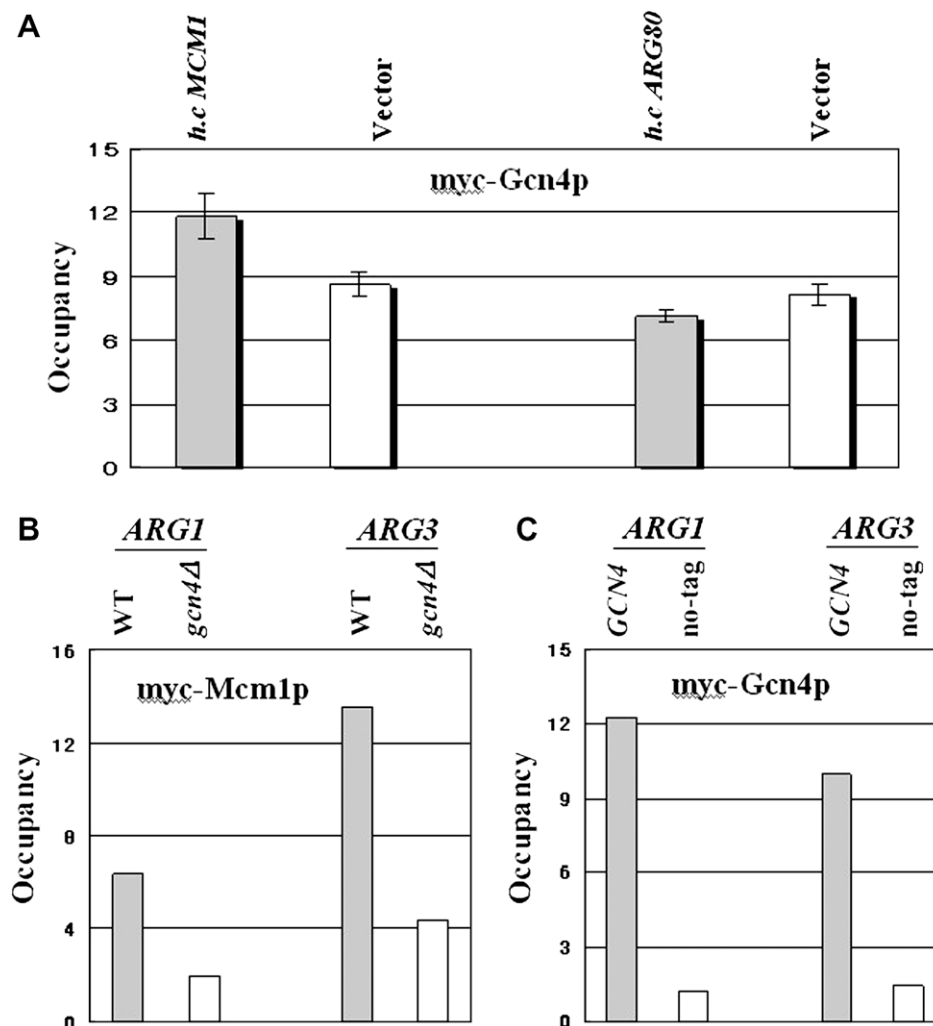 A
h.c MCM1
Vector
h.c ARG80
Vector
myc-Gcn4p
Occupancy
15
12
9
6
3
0
B
ARG1
ARG3
WT
gcn4Δ
WT
gcn4Δ
myc-Mcm1p
Occupancy
16
12
8
4
0
C
ARG1
ARG3
GCN4
no-tag
GCN4
no-tag
myc-Gcn4p
Occupancy
15
12
9
6
3
0